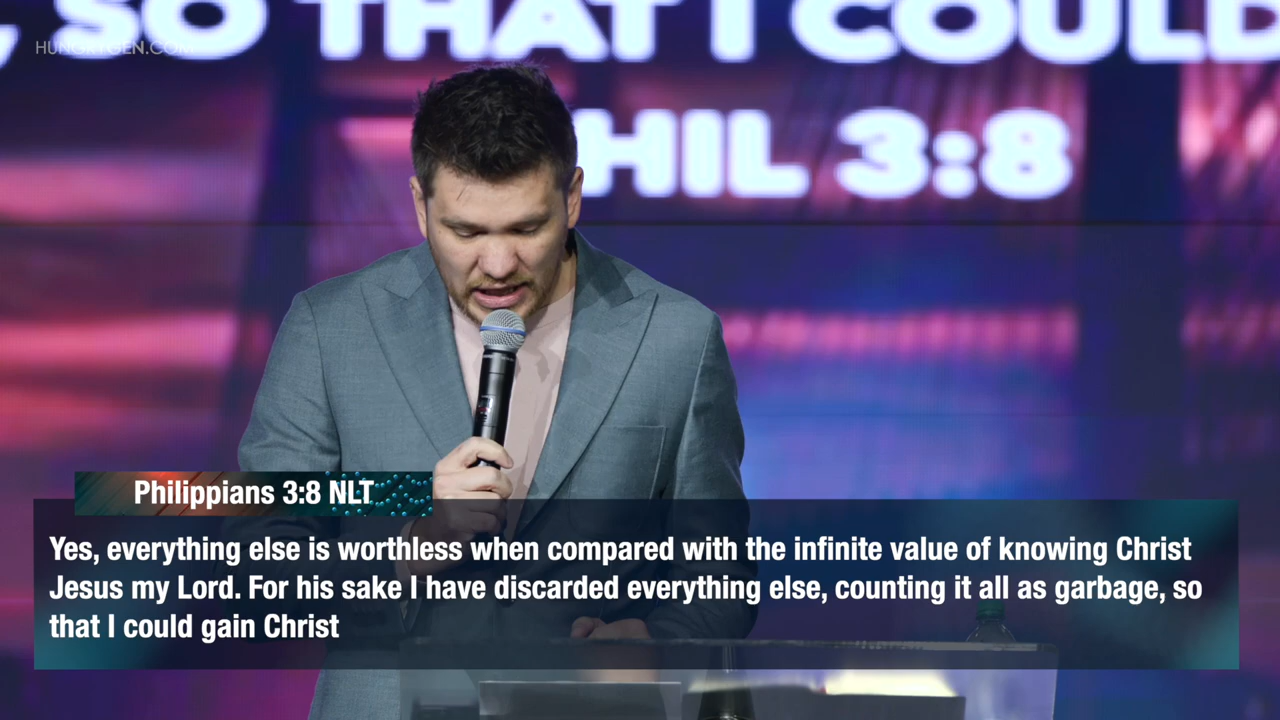 , SO THAT I COULD
HUNGRYGEN.COM
HIL 3:8
Philippians 3:8 NLT
Yes, everything else is worthless when compared with the infinite value of knowing Christ
Jesus my Lord. For his sake I have discarded everything else, counting it all as garbage, so
that I could gain Christ